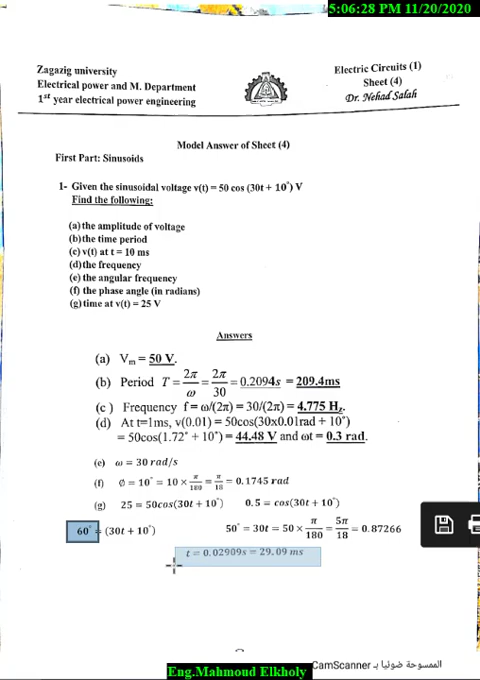 5:06:28 PM 11/20/2020
Zagazig university
Electrical power and M. Department
1st year electrical power engineering
Electric Circuits (1)
Sheet (4)
Dr. Nehad Salah
Model Answer of Sheet (4)
First Part: Sinusoids
1- Given the sinusoidal voltage v(t) = 50 cos (30t + 10°) V
Find the following:
(a) the amplitude of voltage
(b) the time period
(c) v(t) at t = 10 ms
(d) the frequency
(e) the angular frequency
(f) the phase angle (in radians)
(g) time at v(t) = 25 V
Answers
(a) Vm = 50 V.
(b) Period T = 2π/ω = 2π/30 = 0.2094s = 209.4ms
(c ) Frequency f = ω/(2π) = 30/(2π) = 4.775 Hz.
(d) At t=1ms, v(0.01) = 50cos(30x0.01rad + 10°)
= 50cos(1.72° + 10°) = 44.48 V and ωt = 0.3 rad.
(e) ω = 30 rad/s
(f) Ø = 10° = 10 × π/180 = π/18 = 0.1745 rad
(g) 25 = 50cos(30t + 10°) 0.5 = cos(30t + 10°)
60° = (30t + 10°) 50° = 30t = 50 × π/180 = 5π/18 = 0.87266
t = 0.02909s = 29.09 ms
الممسوحة ضوئيا بـ CamScanner
Eng.Mahmoud Elkholy